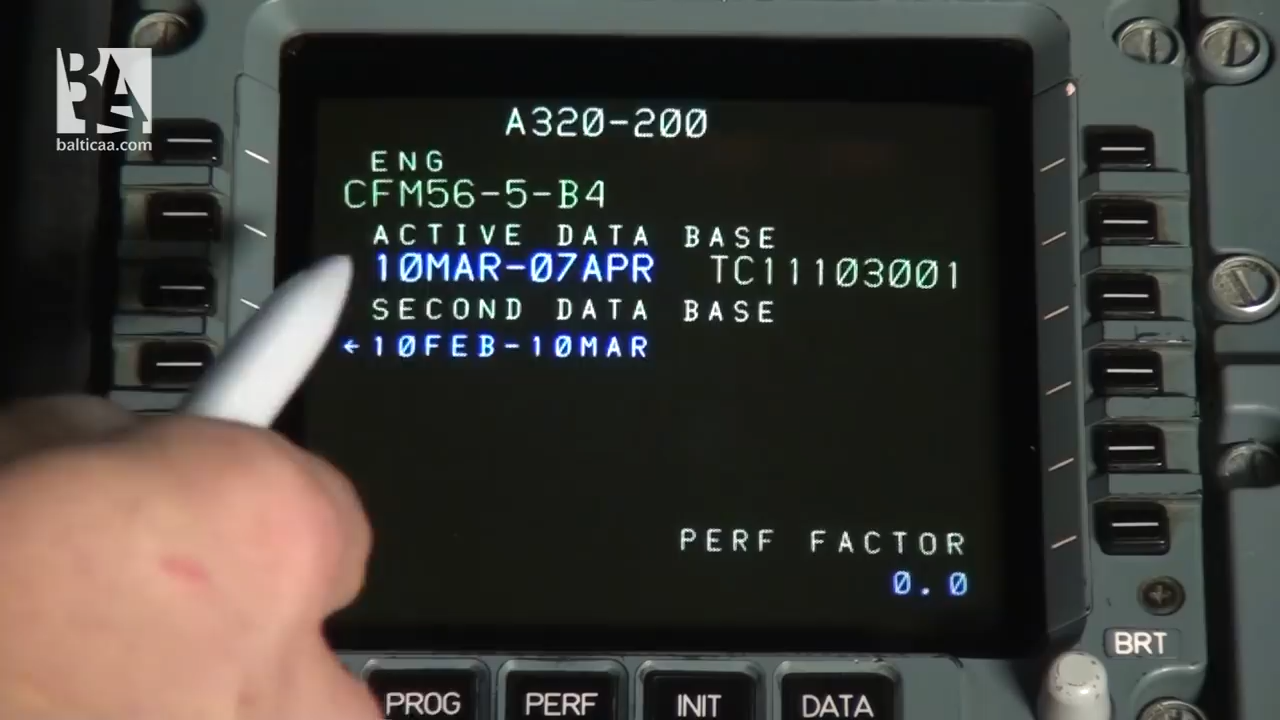 BA
balticaa.com
A320-200
ENG
CFM56-5-B4
ACTIVE DATA BASE
10MAR-07APR TC11103001
SECOND DATA BASE
←10FEB-10MAR
PERF FACTOR
0.0
BRT
PROG PERF INIT DATA